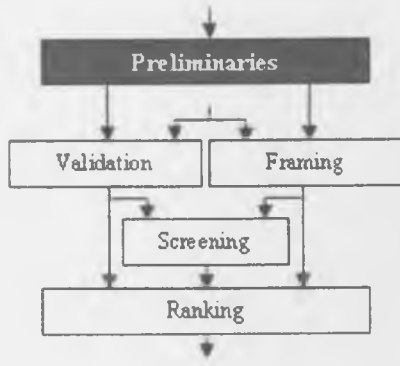 Preliminaries
Validation
Framing
Screening
Ranking